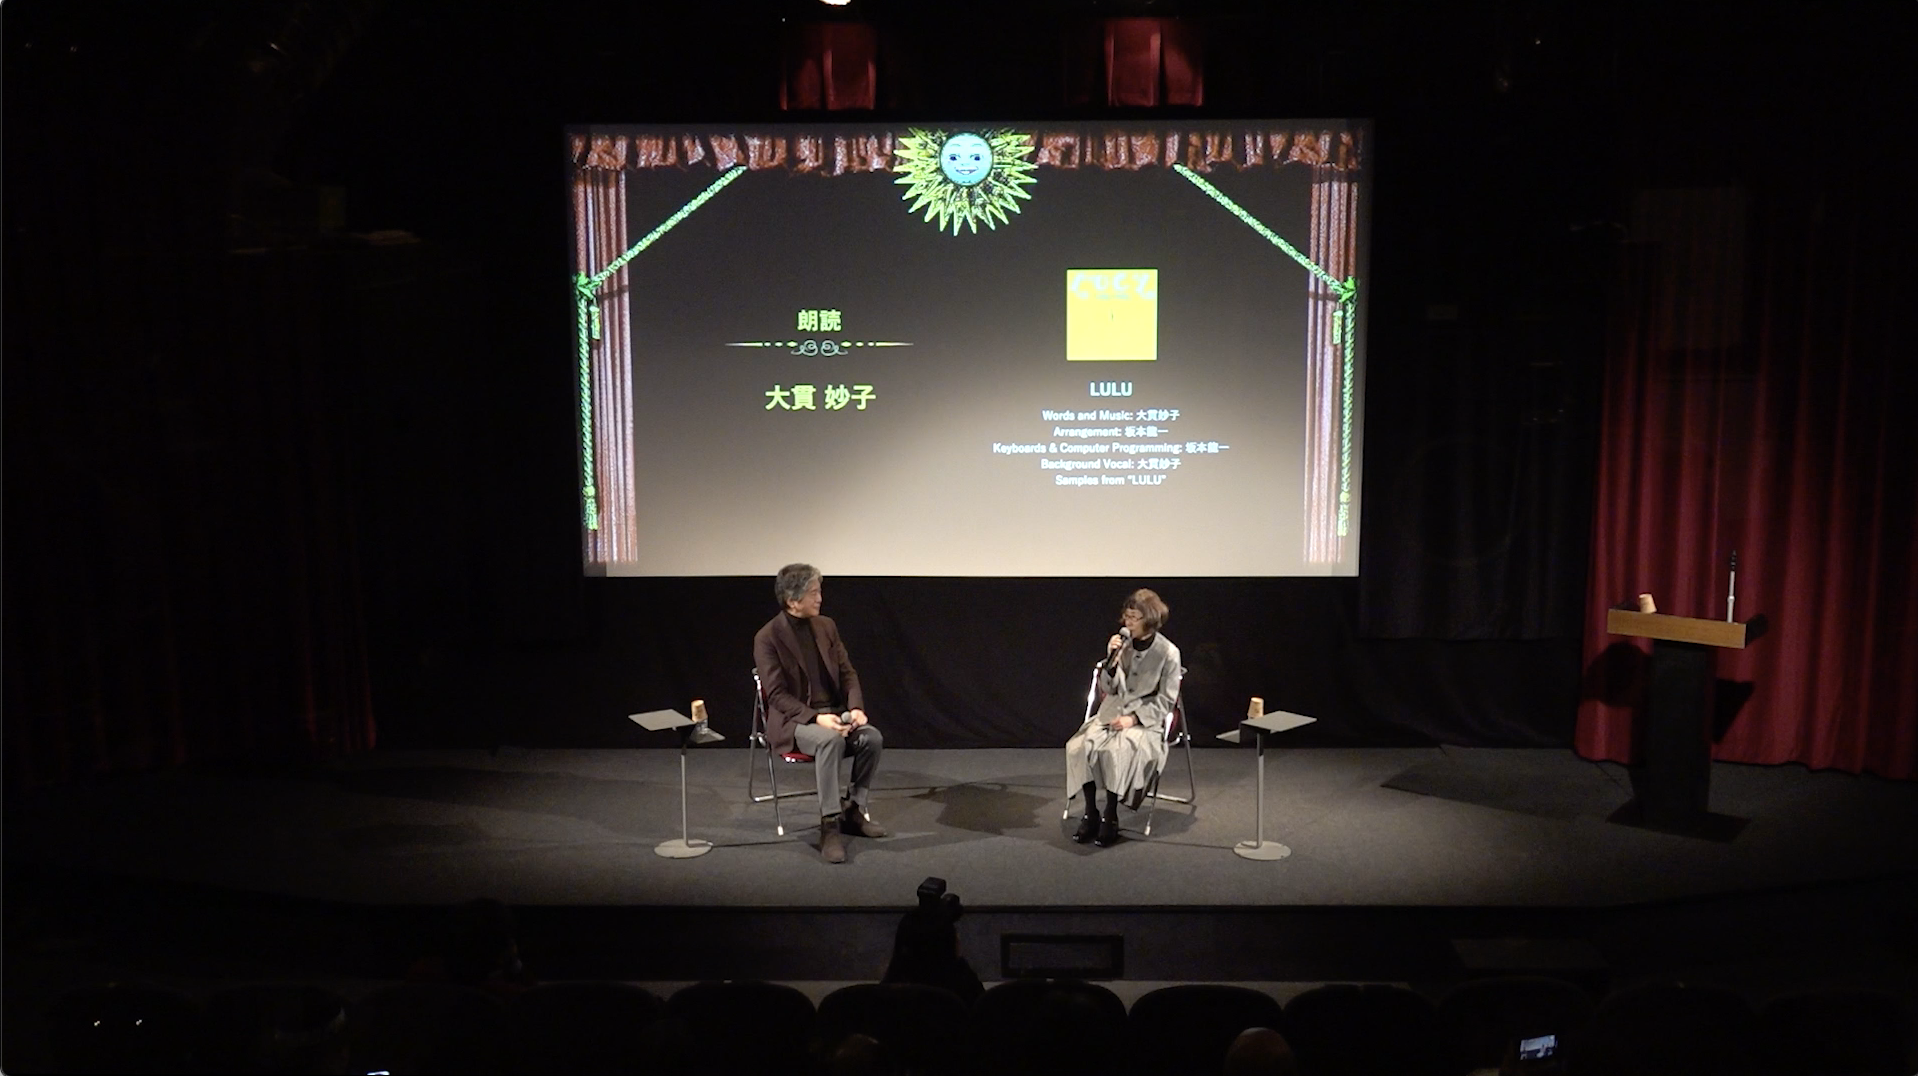 朗読
大貫 妙子
LULU
Words and Music: 大貫妙子
Arrangement: 坂本龍一
Keyboards & Computer Programming: 坂本龍一
Background Vocal: 大貫妙子
Samples from "LULU"